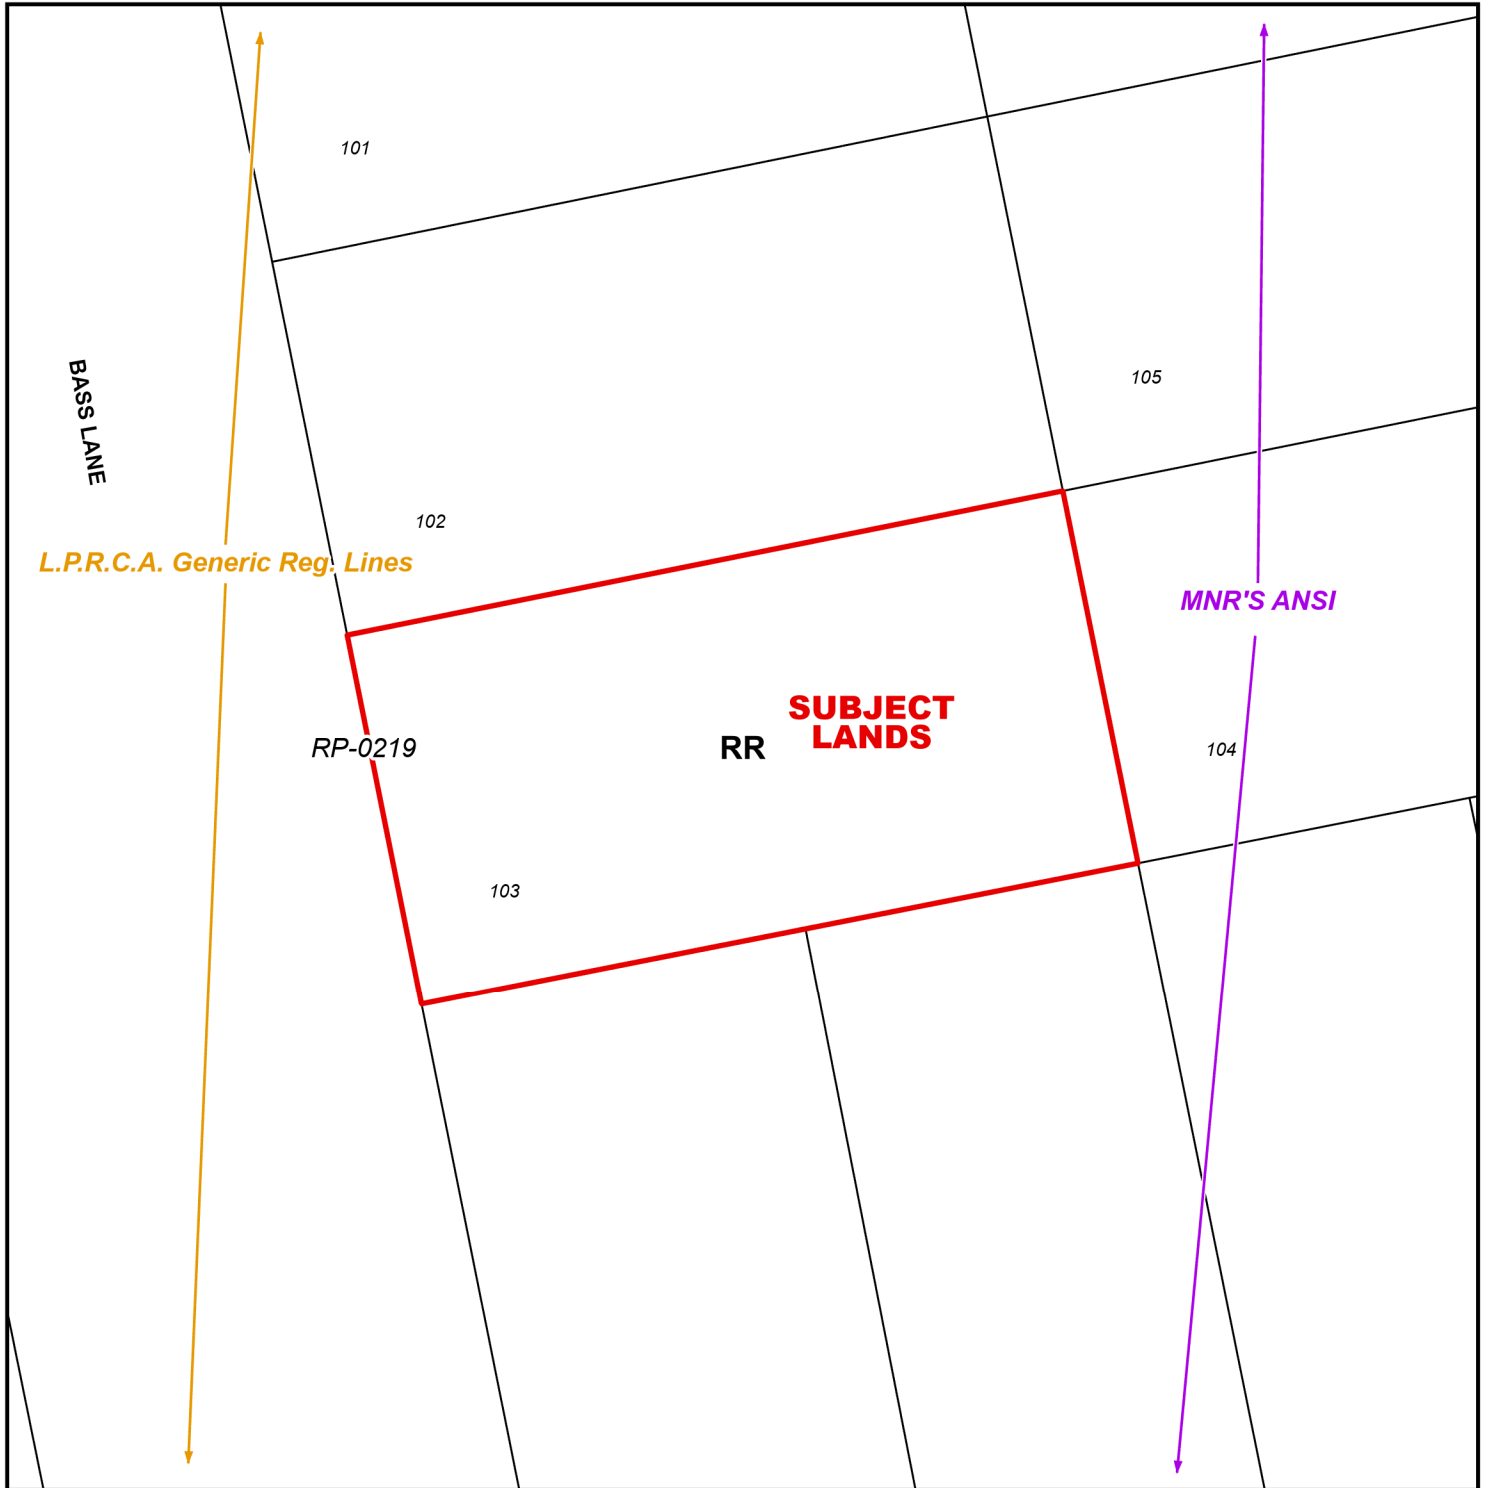 101
BASS LANE
105
102
L.P.R.C.A. Generic Reg. Lines
MNR'S ANSI
SUBJECT
LANDS
RP-0219
RR
104
103